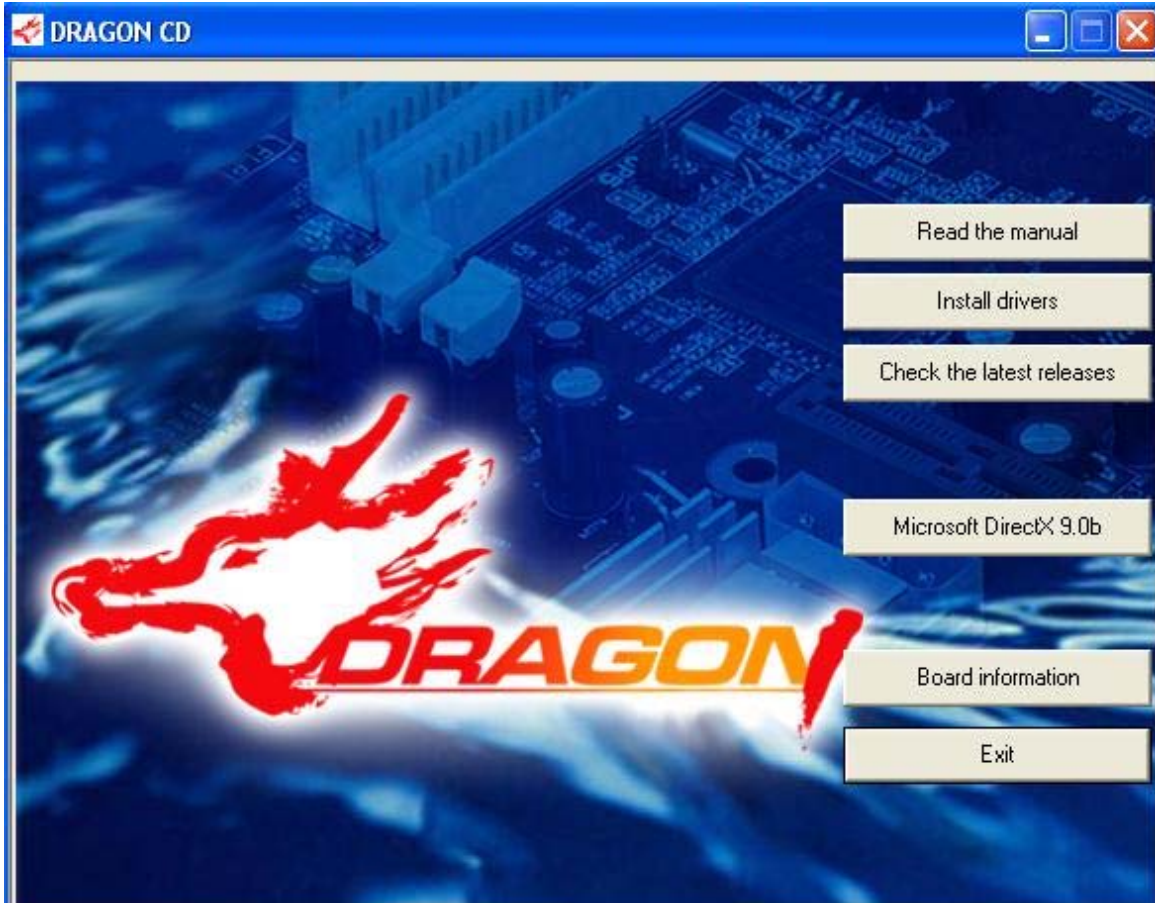 DRAGON CD
Read the manual
Install drivers
Check the latest releases
Microsoft DirectX 9.0b
DRAGON
Board information
Exit